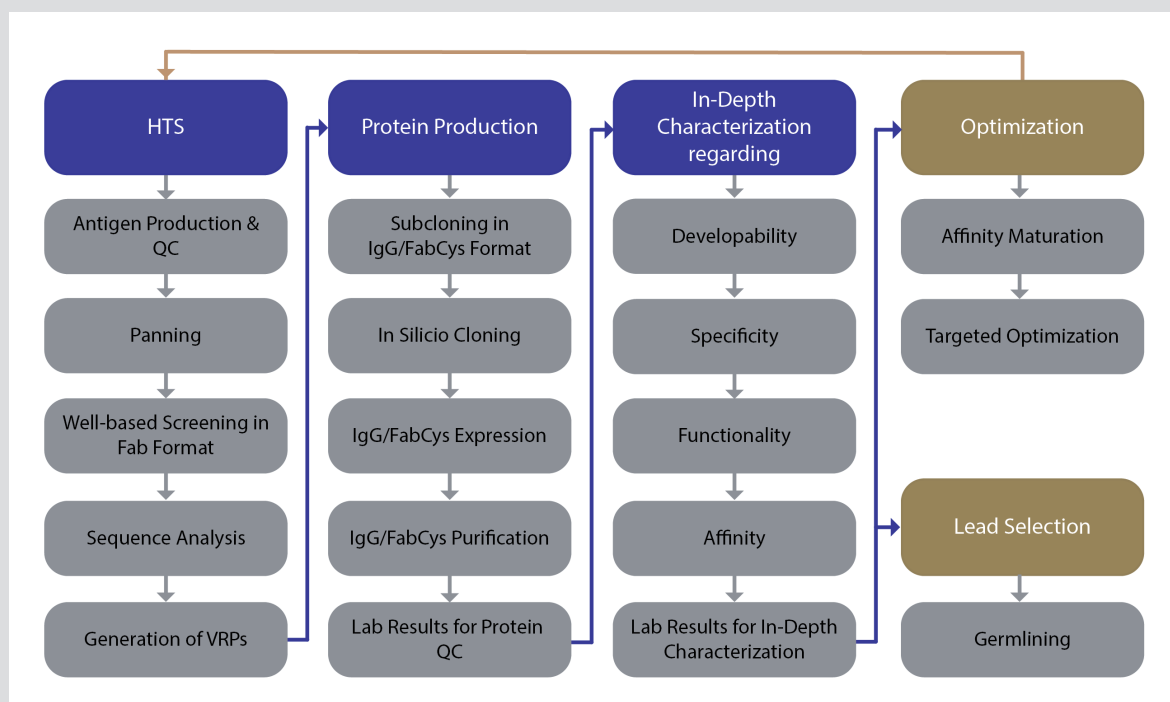 HTS
Antigen Production &
QC
Panning
Well-based Screening in
Fab Format
Sequence Analysis
Generation of VRPs
Protein Production
Subcloning in
IgG/FabCys Format
In Silicio Cloning
IgG/FabCys Expression
IgG/FabCys Purification
Lab Results for Protein
QC
In-Depth
Characterization
regarding
Developability
Specificity
Functionality
Affinity
Lab Results for In-Depth
Characterization
Optimization
Affinity Maturation
Targeted Optimization
Lead Selection
Germlining